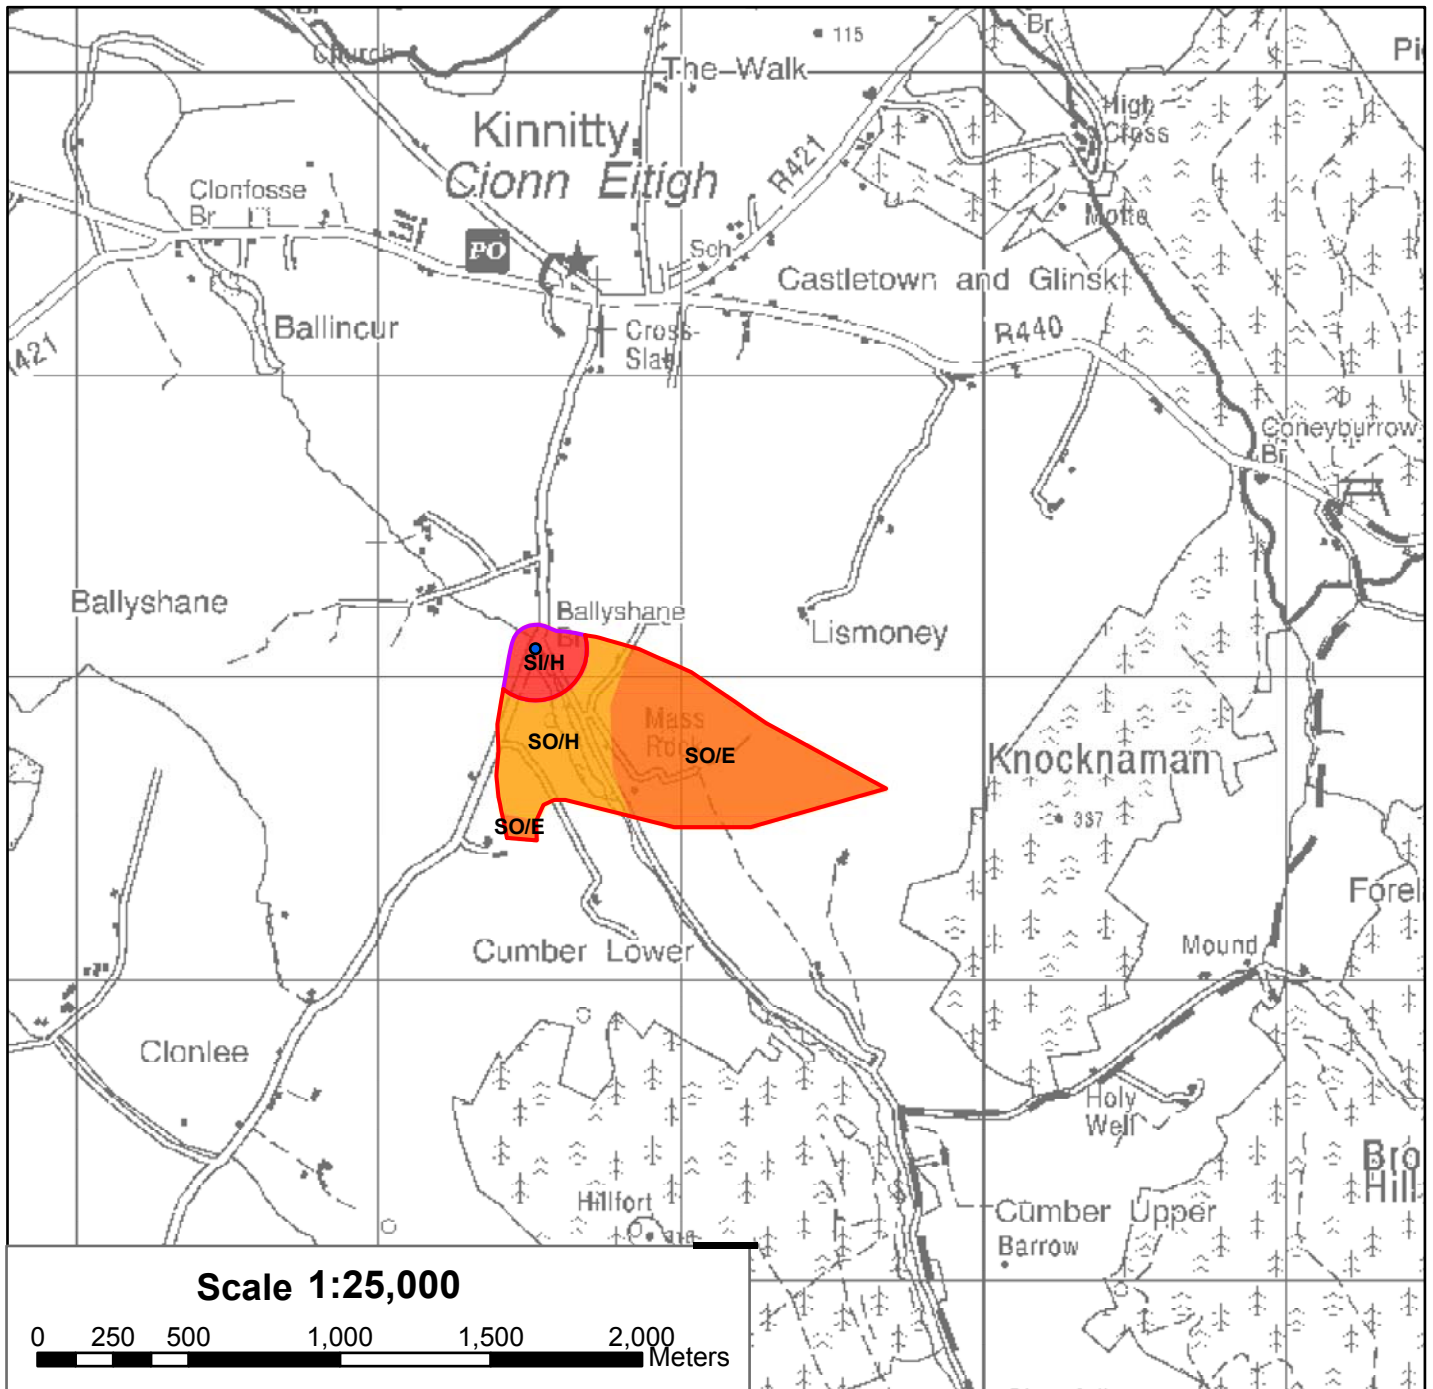 Br
Church
115
Br
Pi
The Walk
Kinnitty
Cionn Eitigh
R421
High
Cross
Clonfosse
Br
PO
Sch
Motte
Castletown and Glinsk
Ballincur
Cross
Slab
R440
421
Coneyburrow
Br
Ballyshane
Ballyshane
Br
Lismoney
SI/H
Mass
Rock
SO/H
SO/E
Knocknaman
337
SO/E
Forel
Cumber Lower
Mound
Clonlee
Holy
Well
Bro
Hill
Hillfort
Cumber Upper
Barrow
Scale 1:25,000
0 250 500 1,000 1,500 2,000
Meters